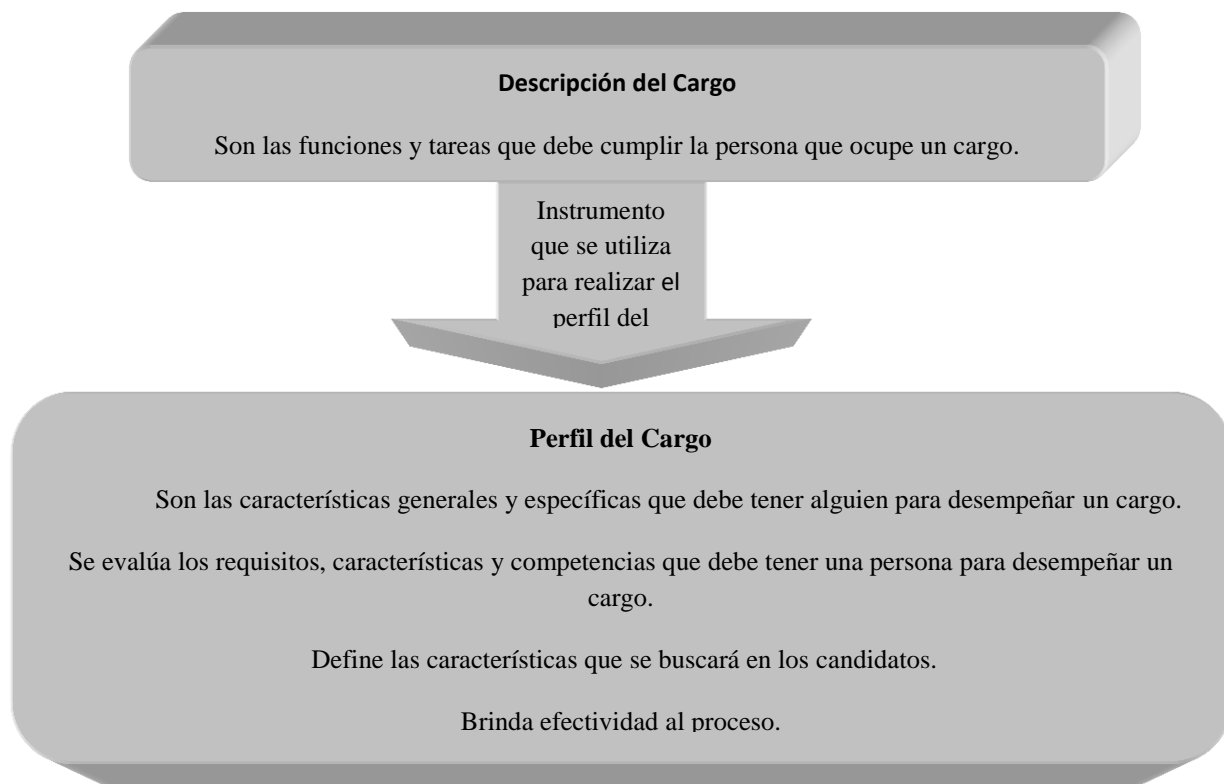 Descripción del Cargo
Son las funciones y tareas que debe cumplir la persona que ocupe un cargo.
Instrumento
que se utiliza
para realizar el
perfil del
Perfil del Cargo
Son las características generales y específicas que debe tener alguien para desempeñar un cargo.
Se evalúa los requisitos, características y competencias que debe tener una persona para desempeñar un
cargo.
Define las características que se buscará en los candidatos.
Brinda efectividad al proceso.